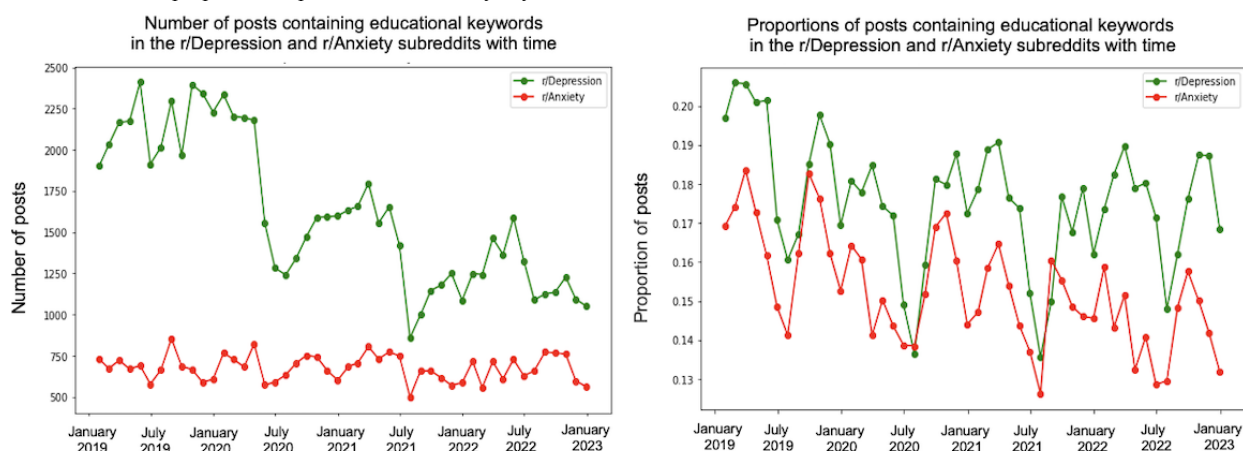 Number of posts containing educational keywords
in the r/Depression and r/Anxiety subreddits with time
2500
2250
2000
1750
1500
1250
1000
750
500
Number of posts
r/Depression
r/Anxiety
January 2019
July 2019
January 2020
July 2020
January 2021
July 2021
January 2022
July 2022
January 2023
Proportions of posts containing educational keywords
in the r/Depression and r/Anxiety subreddits with time
0.20
0.19
0.18
0.17
0.16
0.15
0.14
0.13
Proportion of posts
r/Depression
r/Anxiety
January 2019
July 2019
January 2020
July 2020
January 2021
July 2021
January 2022
July 2022
January 2023